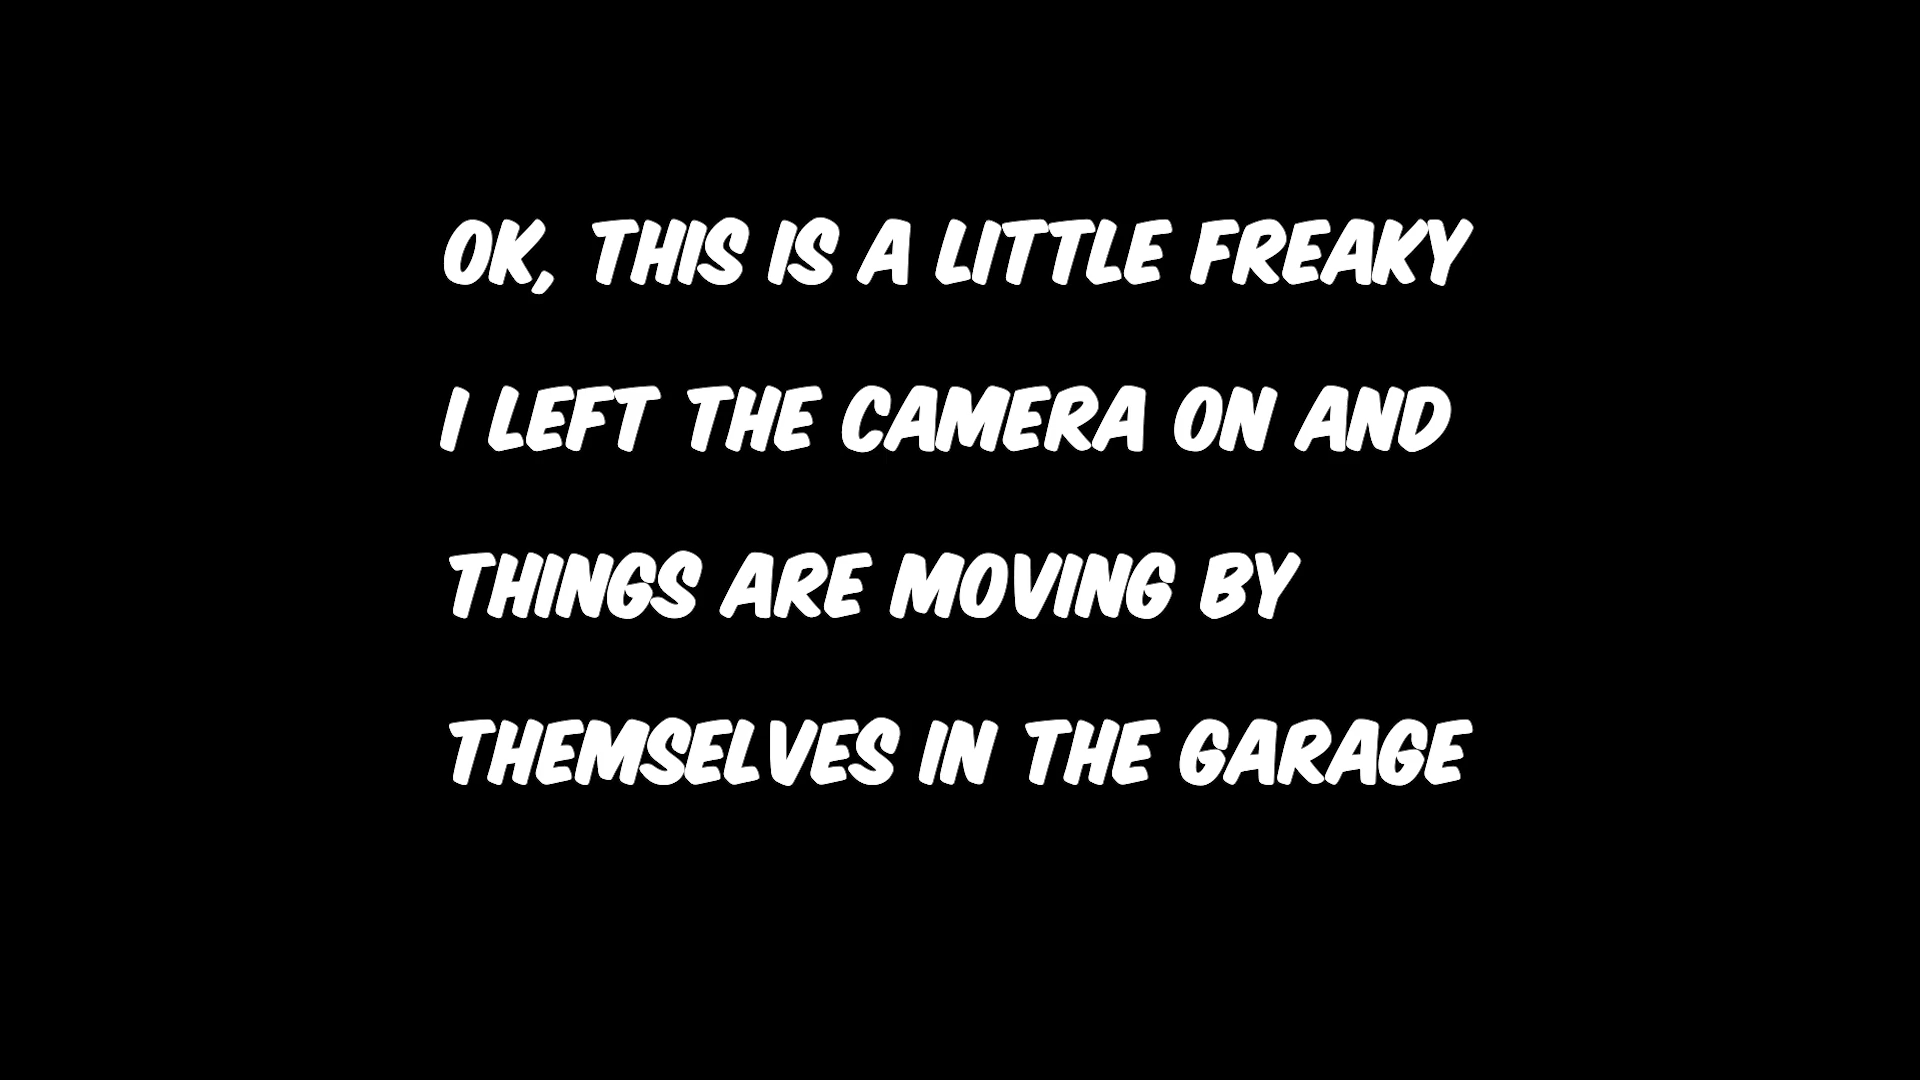 OK, THIS IS A LITTLE FREAKY
I LEFT THE CAMERA ON AND
THINGS ARE MOVING BY
THEMSELVES IN THE GARAGE